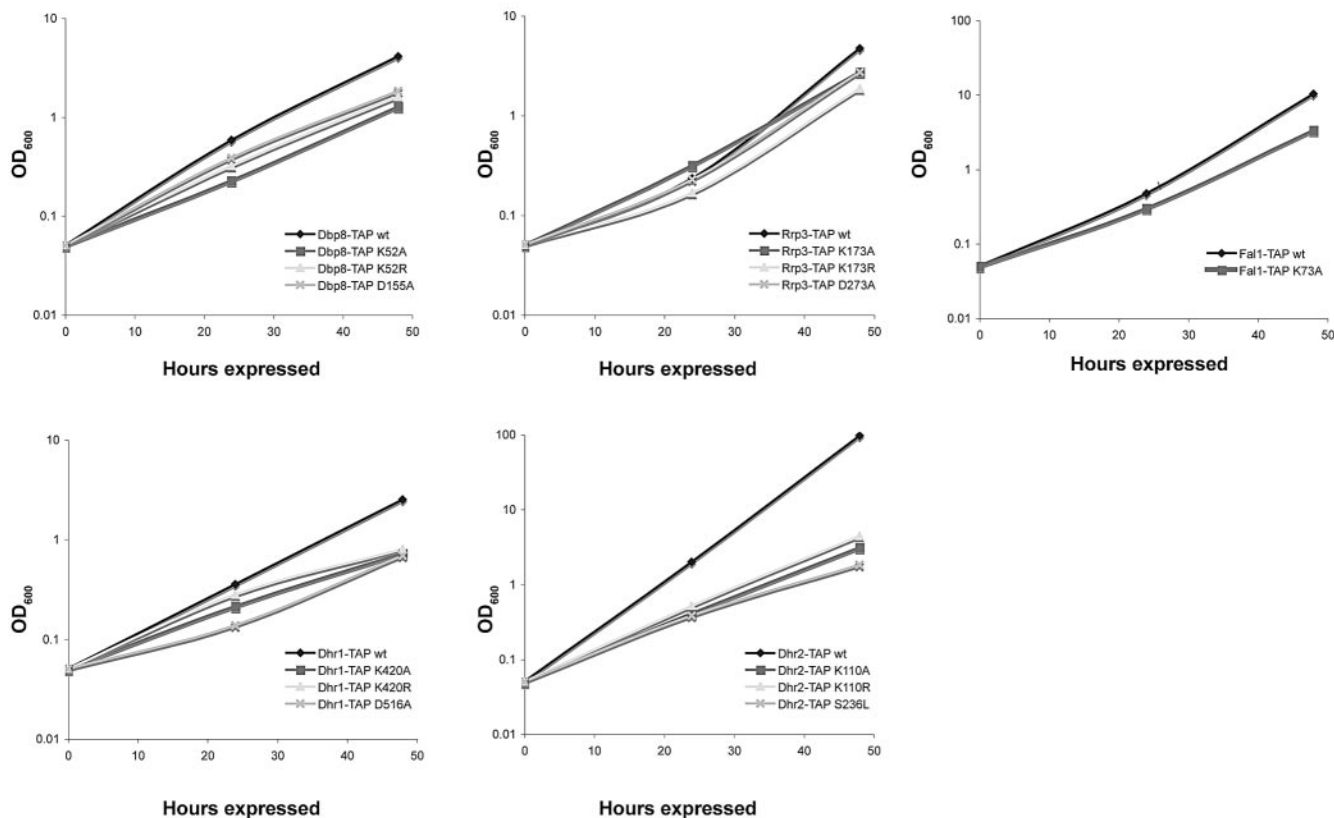 10
1
0.1
0.01
OD600
0 10 20 30 40 50
Hours expressed
Dbp8-TAP wt
Dbp8-TAP K52A
Dbp8-TAP K52R
Dbp8-TAP D155A
10
1
0.1
0.01
OD600
0 10 20 30 40 50
Hours expressed
Rrp3-TAP wt
Rrp3-TAP K173A
Rrp3-TAP K173R
Rrp3-TAP D273A
100
10
1
0.1
0.01
OD600
0 10 20 30 40 50
Hours expressed
Fal1-TAP wt
Fal1-TAP K73A
10
1
0.1
0.01
OD600
0 10 20 30 40 50
Hours expressed
Dhr1-TAP wt
Dhr1-TAP K420A
Dhr1-TAP K420R
Dhr1-TAP D516A
100
10
1
0.1
0.01
OD600
0 10 20 30 40 50
Hours expressed
Dhr2-TAP wt
Dhr2-TAP K110A
Dhr2-TAP K110R
Dhr2-TAP S236L